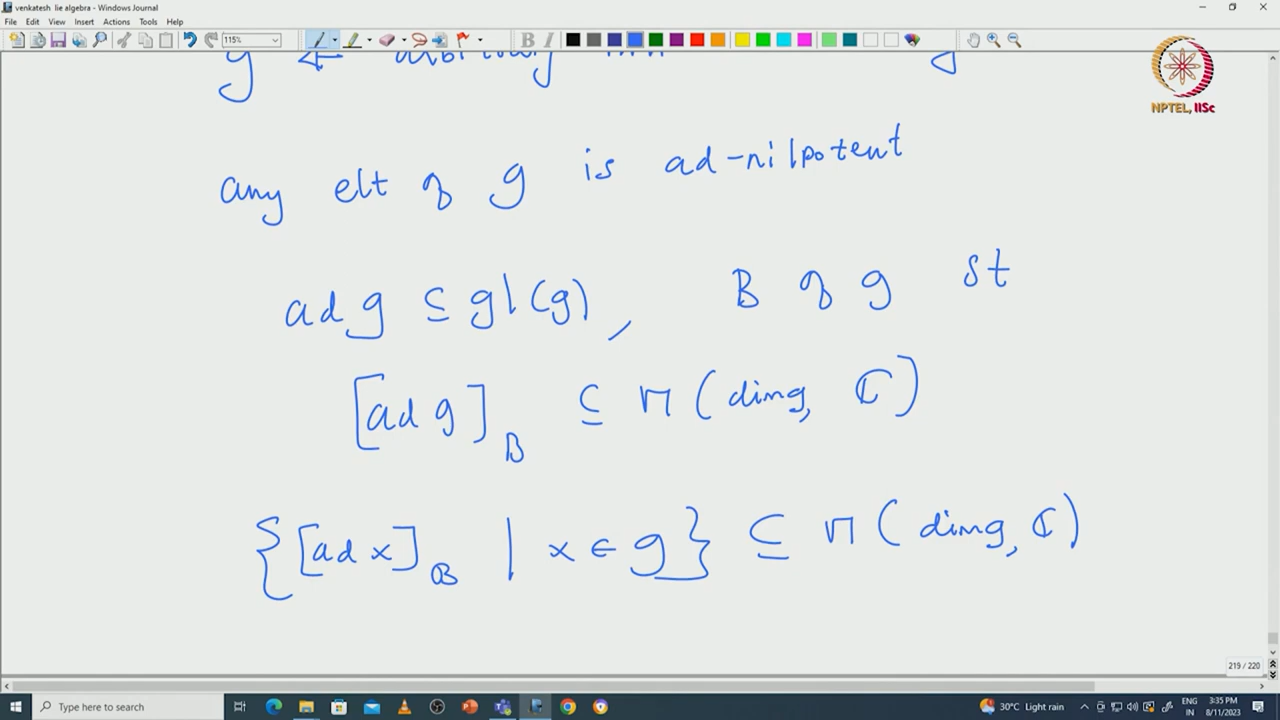 venkatesh lie algebra - Windows Journal
File Edit View Insert Actions Tools Help
115%
B I
NPTEL, IISc
g ← arbitrary
g
any elt of g is ad-nilpotent
ad g ⊆ gl(g), B of g st
[ad g]_B ⊆ n(dim g, ℂ)
{[ad x]_B | x ∈ g} ⊆ n(dim g, ℂ)
219 / 220
Type here to search
30°C Light rain
ENG
IN
3:35 PM
8/11/2023